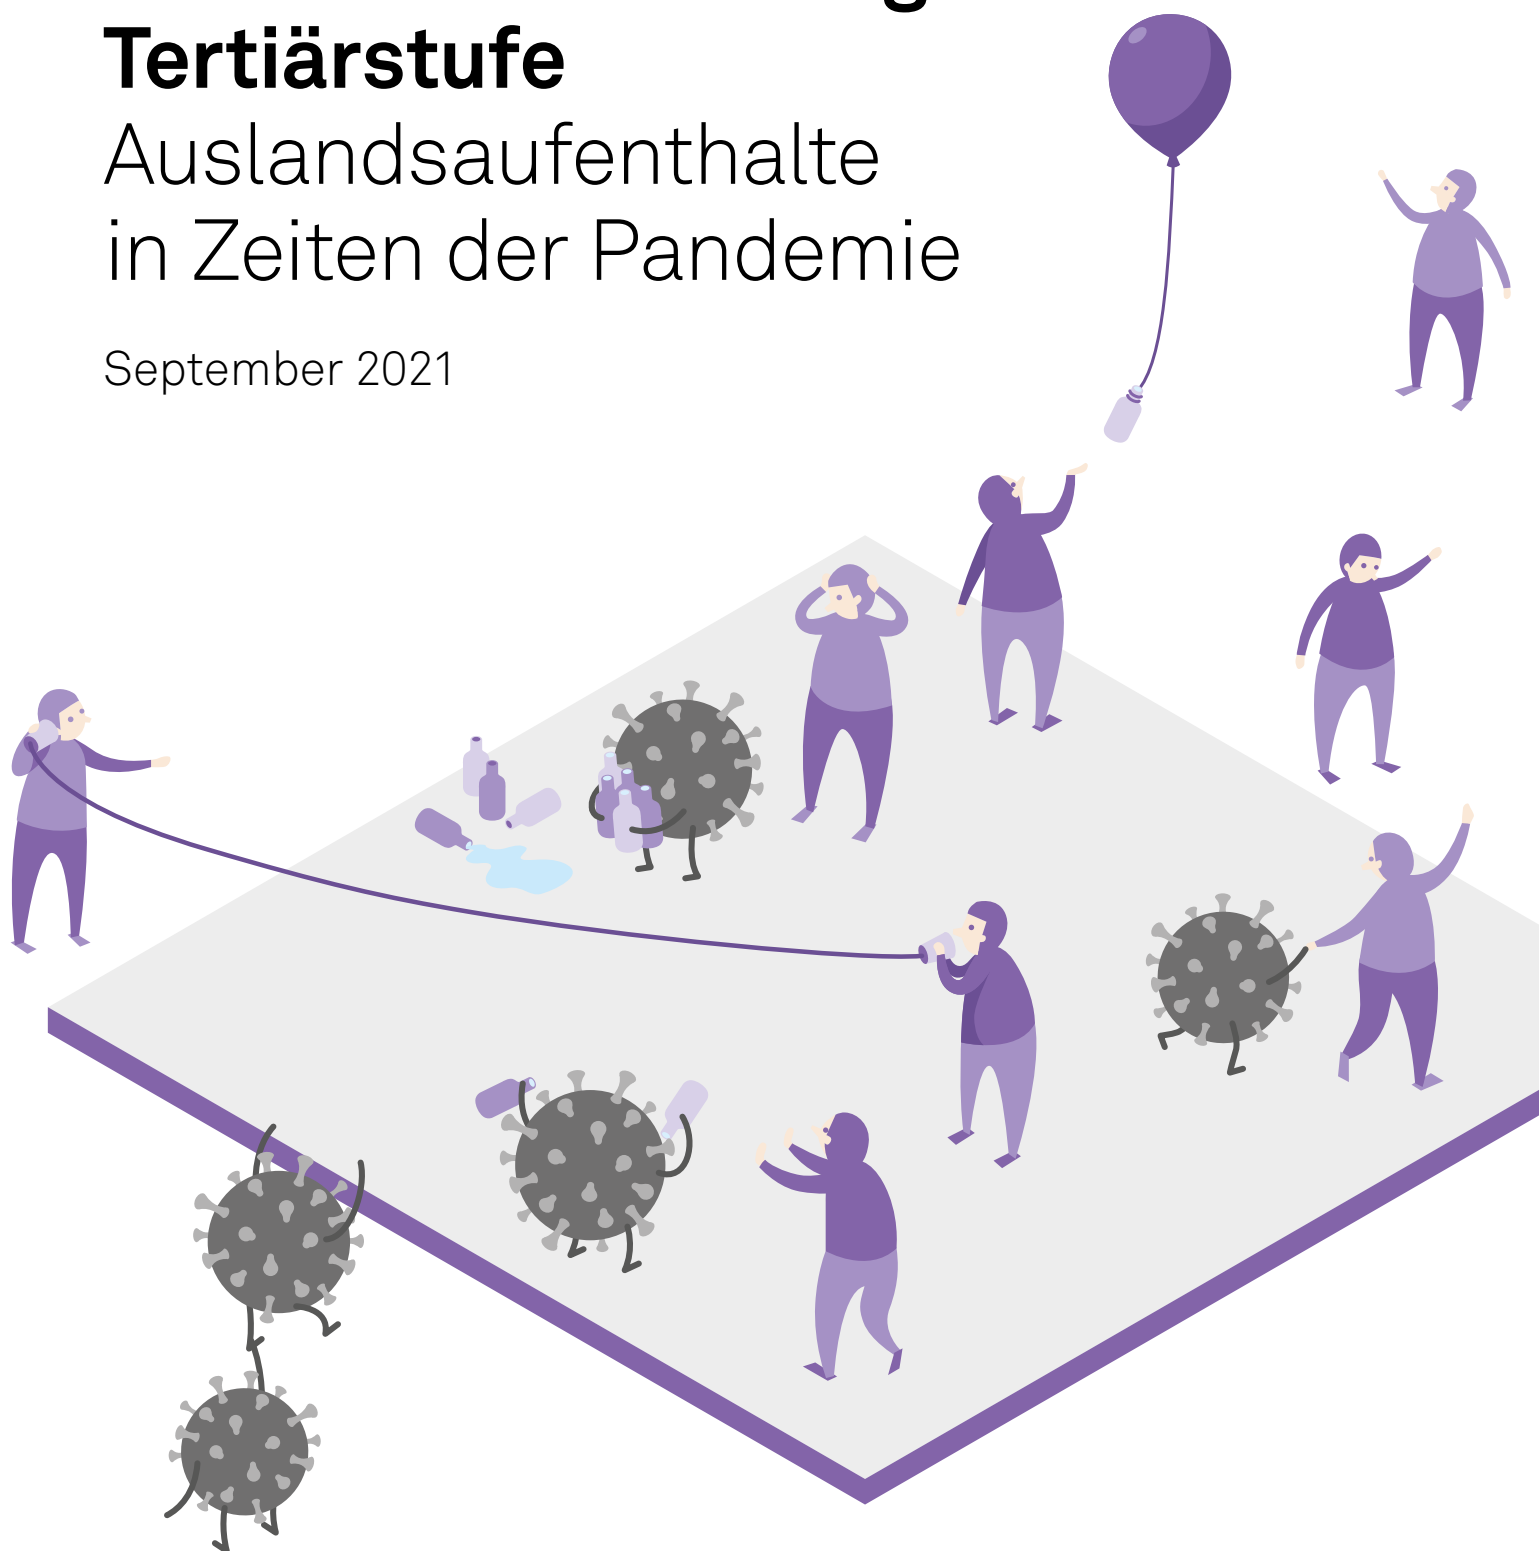 Tertiärstufe
Auslandsaufenthalte
in Zeiten der Pandemie
September 2021